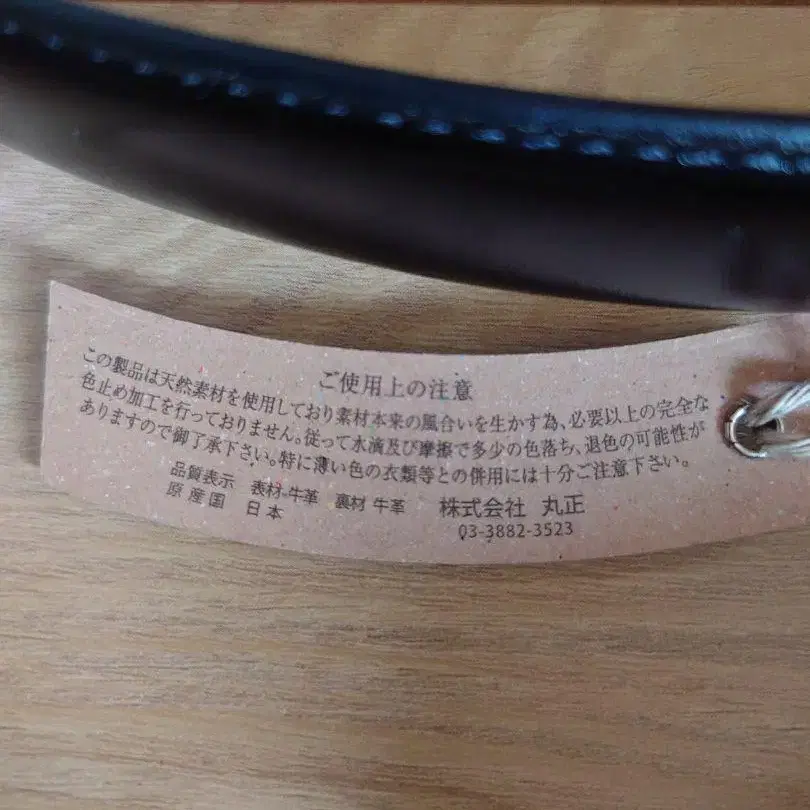 ご使用上の注意
この製品は天然素材を使用しており素材本来の風合いを生かす為、必要以上の完全な
色止め加工を行っておりません。従って水滴及び摩擦で多少の色落ち、退色の可能性が
ありますので御了承下さい。特に薄い色の衣類等との併用には十分ご注意下さい。
品質表示 表材 牛革 裏材 牛革
原産国 日本
株式会社 丸正
03-3882-3523